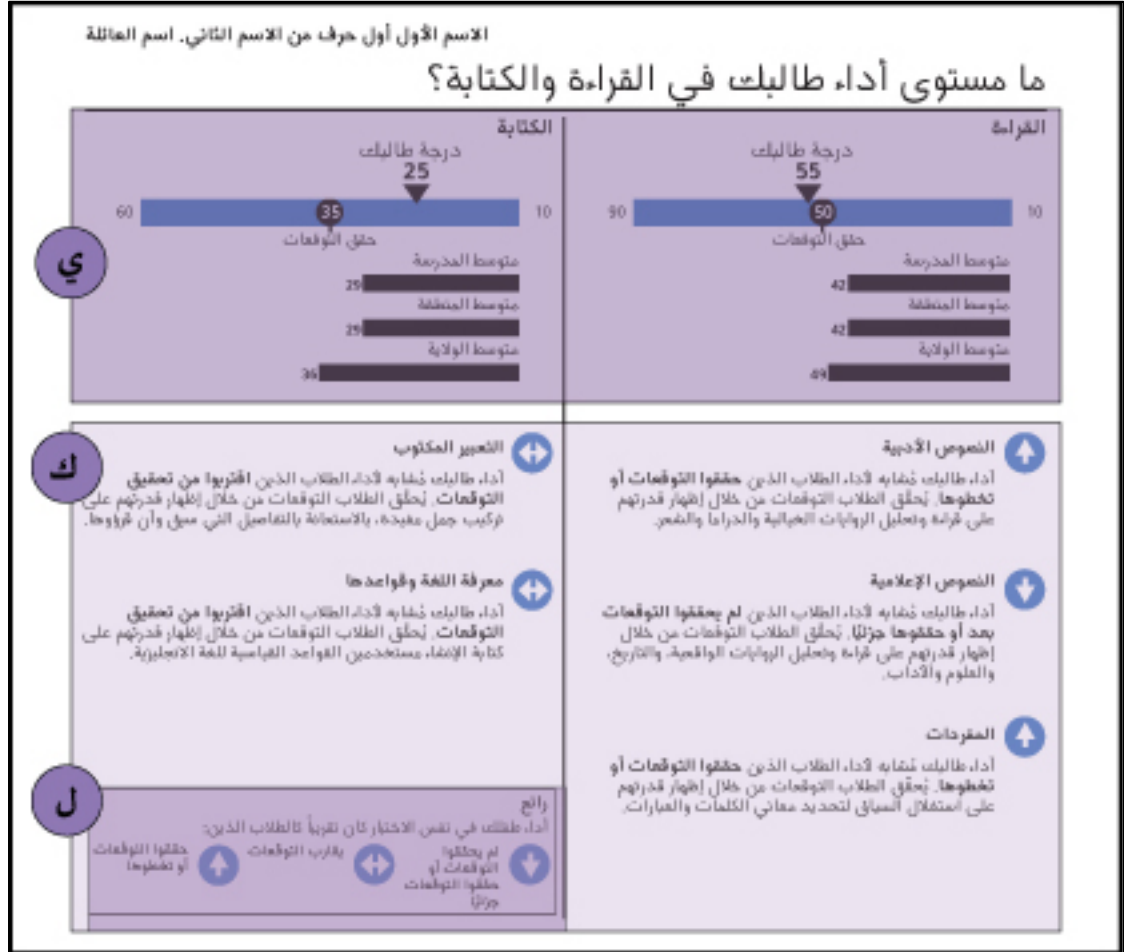 الاسم الأول أول حرف من الاسم الثاني. اسم العائلة
ما مستوى أداء طالبك في القراءة والكتابة؟
القراءة
درجة طالبك
55
10
90
50
حقق التوقعات
متوسط المدرسة
42
متوسط المنطقة
42
متوسط الولاية
49
الكتابة
درجة طالبك
25
10
60
35
حقق التوقعات
متوسط المدرسة
29
متوسط المنطقة
29
متوسط الولاية
36
ي
ك
النصوص الأدبية
أداء طالبك مُشابه لأداء الطلاب الذين حققوا التوقعات أو
تخطوها. يُحقّق الطلاب التوقعات من خلال إظهار قدرتهم
على قراءة وتحليل الروايات الخيالية والدراما والشعر.
النصوص الإعلامية
أداء طالبك مُشابه لأداء الطلاب الذين لم يحققوا التوقعات
بعد أو حققوها جزئيًا. يُحقّق الطلاب التوقعات من خلال
إظهار قدرتهم على قراءة وتحليل الروايات الواقعية، والتاريخ،
والعلوم والآداب.
المفردات
أداء طالبك مُشابه لأداء الطلاب الذين حققوا التوقعات أو
تخطوها. يُحقّق الطلاب التوقعات من خلال إظهار قدرتهم
على استغلال السياق لتحديد معاني الكلمات والعبارات.
التعبير المكتوب
أداء طالبك مُشابه لأداء الطلاب الذين اقتربوا من تحقيق
التوقعات. يُحقّق الطلاب التوقعات من خلال إظهار قدرتهم على
تركيب جمل مفيدة، بالاستعانة بالتفاصيل التي سبق وأن قرؤوها.
معرفة اللغة وقواعدها
أداء طالبك مُشابه لأداء الطلاب الذين اقتربوا من تحقيق
التوقعات. يُحقّق الطلاب التوقعات من خلال إظهار قدرتهم على
كتابة الإنشاء مستخدمين القواعد القياسية للغة الانجليزية.
ل
رائع
أداء طفلك في نفس الاختبار كان تقريباً كالطلاب الذين:
لم يحققوا
التوقعات أو
حققوا التوقعات
جزئيًا
يقارب التوقعات
حققوا التوقعات
أو تخطوها